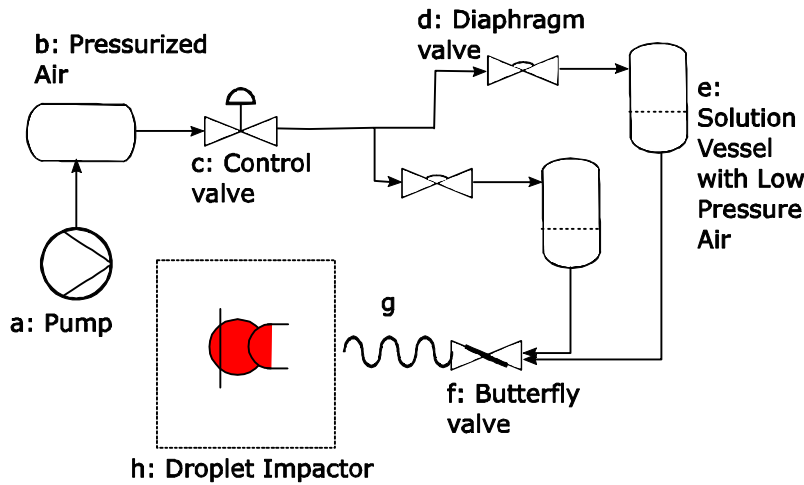 d: Diaphragm
valve
b: Pressurized
Air
e:
Solution
Vessel
with Low
Pressure
Air
c: Control
valve
a: Pump
g
f: Butterfly
valve
h: Droplet Impactor